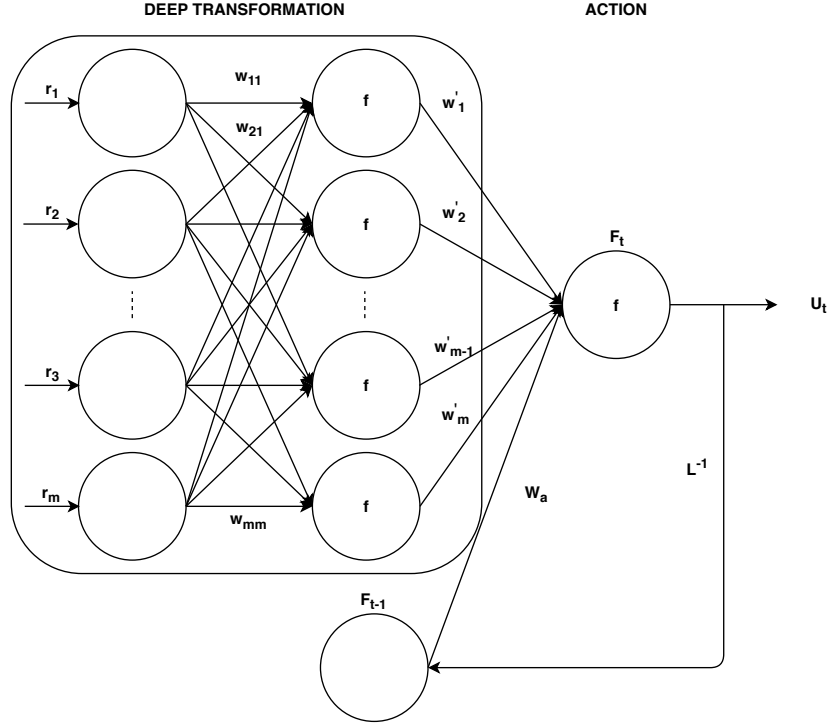 DEEP TRANSFORMATION
ACTION
r1
w11
f
w'1
w21
r2
f
w'2
Ft
f
Ut
r3
f
w'm-1
rm
f
w'm
wmm
Wa
L-1
Ft-1